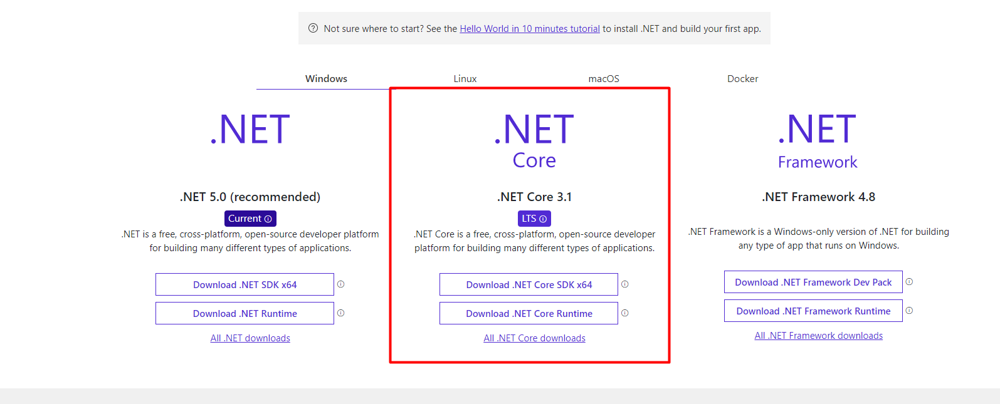 Not sure where to start? See the Hello World in 10 minutes tutorial to install .NET and build your first app.
Windows
Linux
macOS
Docker
.NET
.NET 5.0 (recommended)
Current
.NET is a free, cross-platform, open-source developer platform
for building many different types of applications.
Download .NET SDK x64
Download .NET Runtime
All .NET downloads
.NET
Core
.NET Core 3.1
LTS
.NET Core is a free, cross-platform, open-source developer
platform for building many different types of applications.
Download .NET Core SDK x64
Download .NET Core Runtime
All .NET Core downloads
.NET
Framework
.NET Framework 4.8
.NET Framework is a Windows-only version of .NET for building
any type of app that runs on Windows.
Download .NET Framework Dev Pack
Download .NET Framework Runtime
All .NET Framework downloads